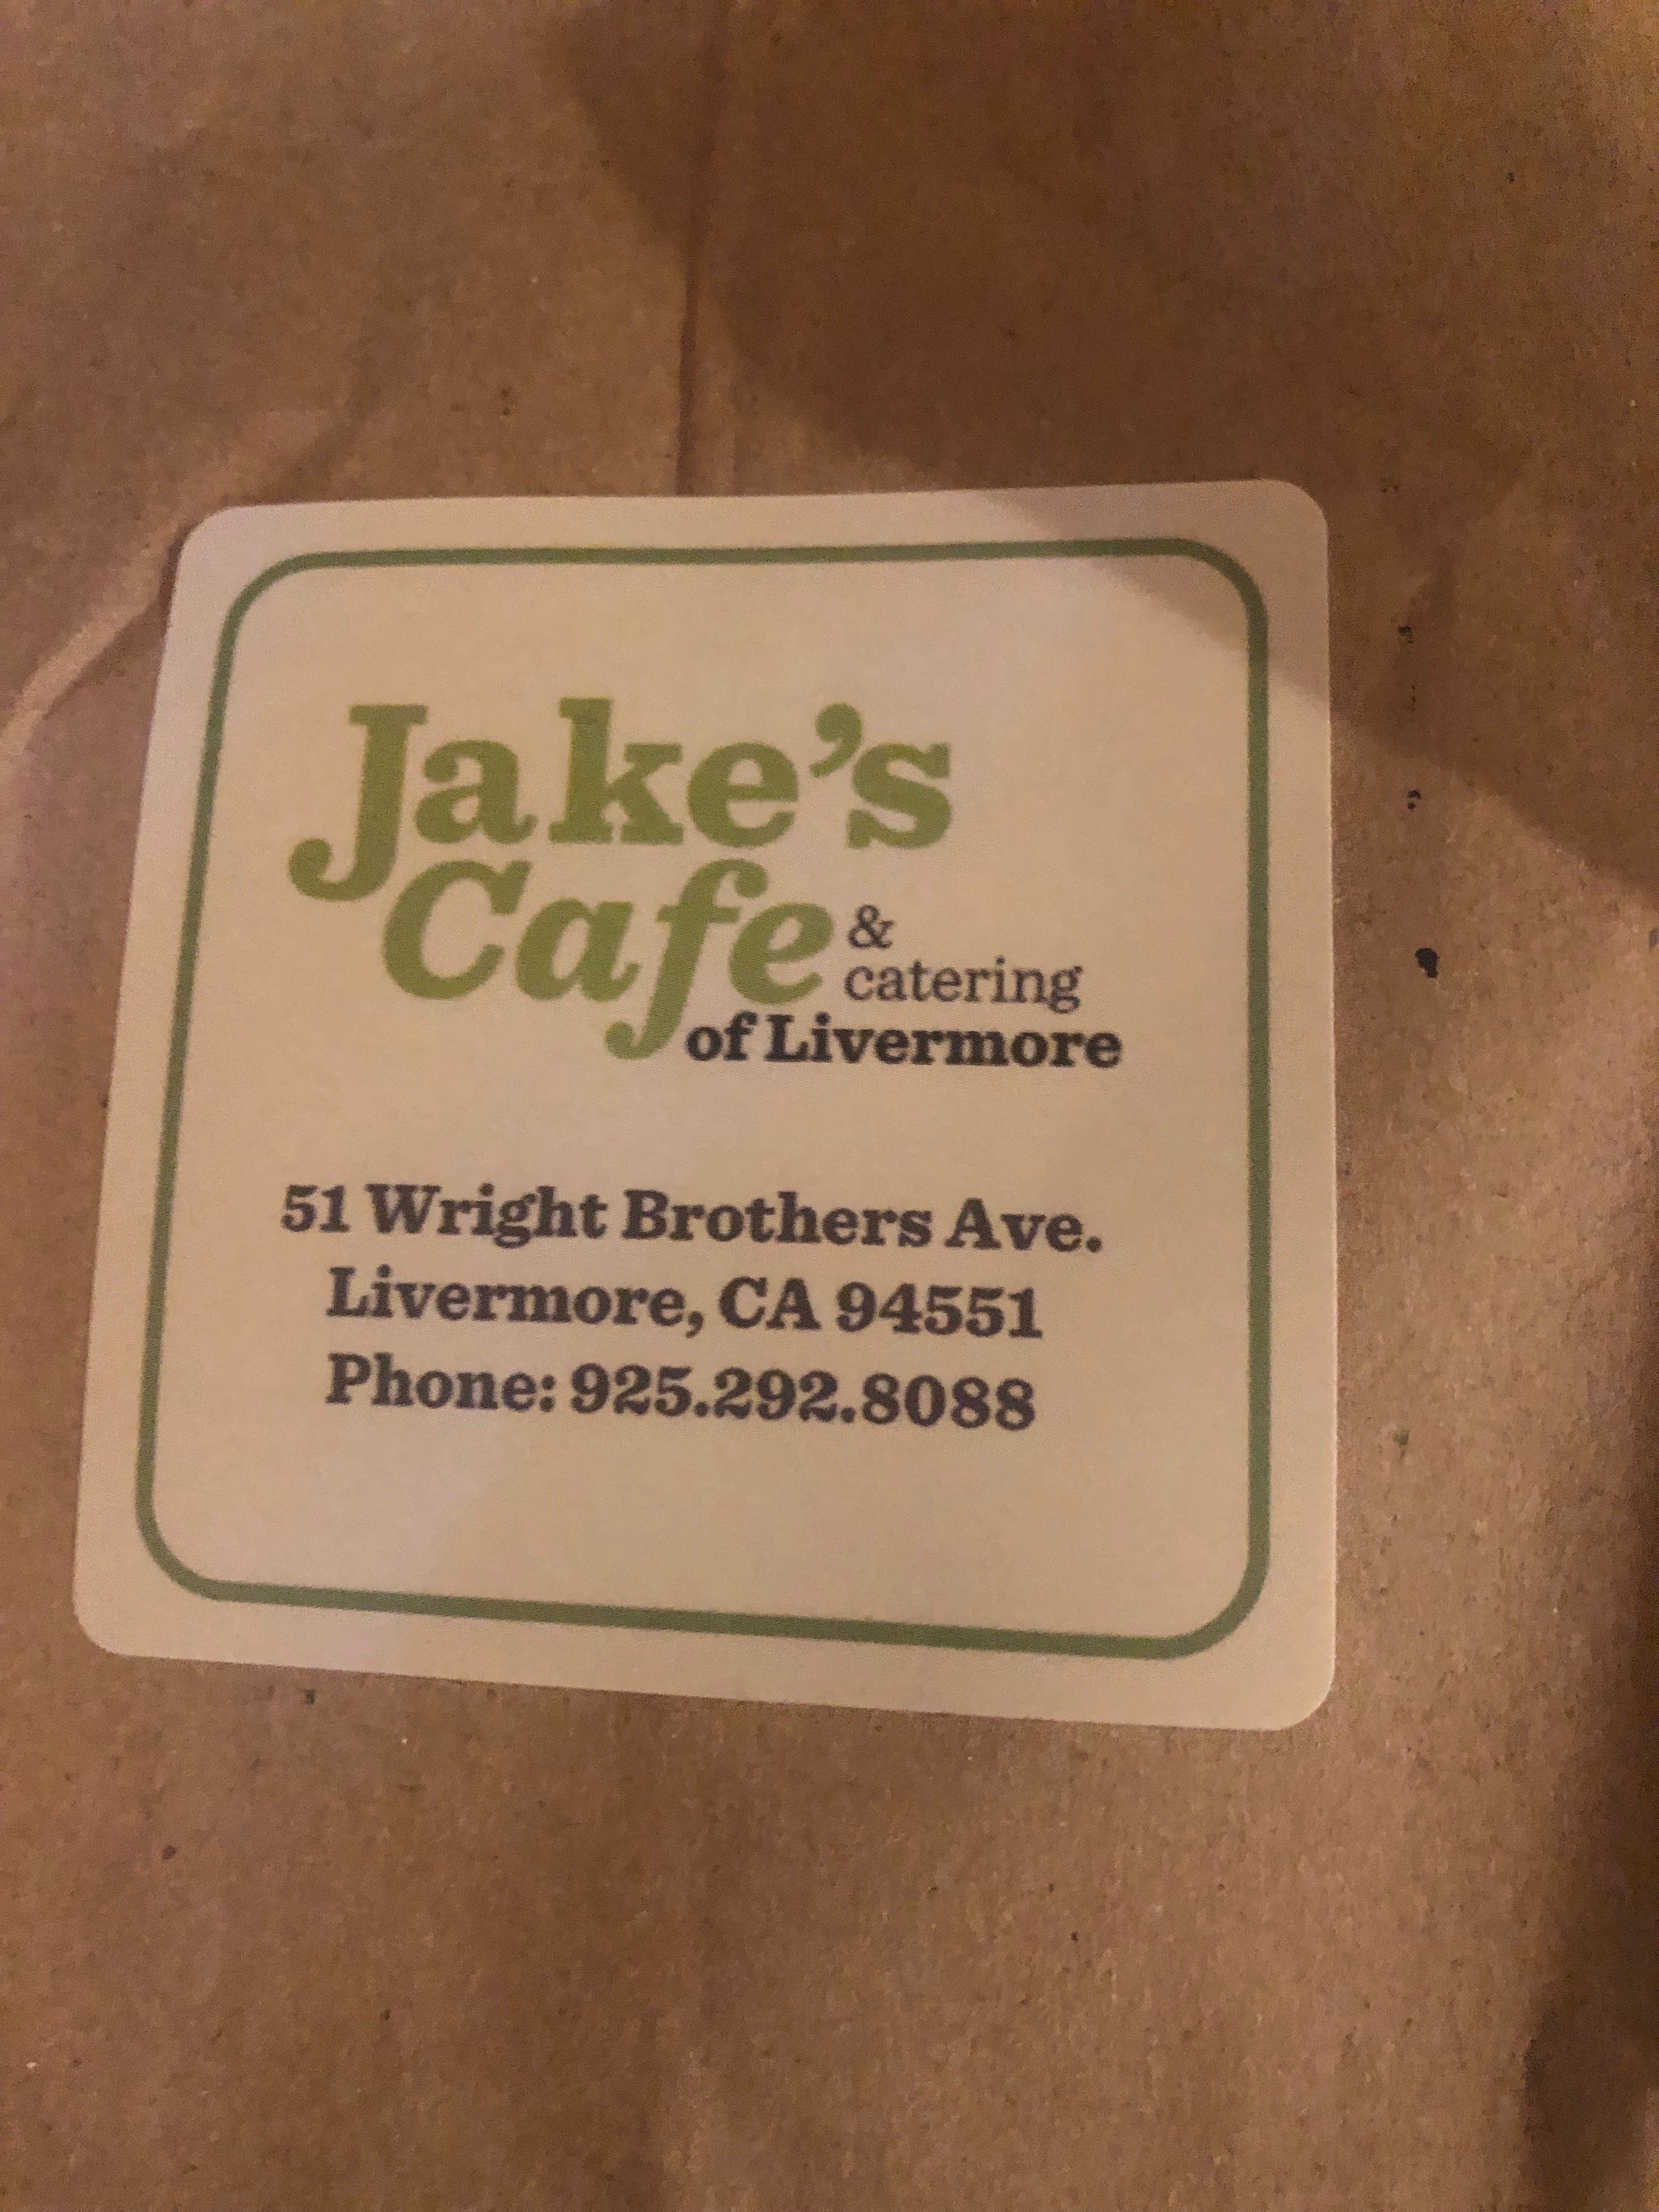 Jake's
Cafe &
catering
of Livermore
51 Wright Brothers Ave.
Livermore, CA 94551
Phone: 925.292.8088